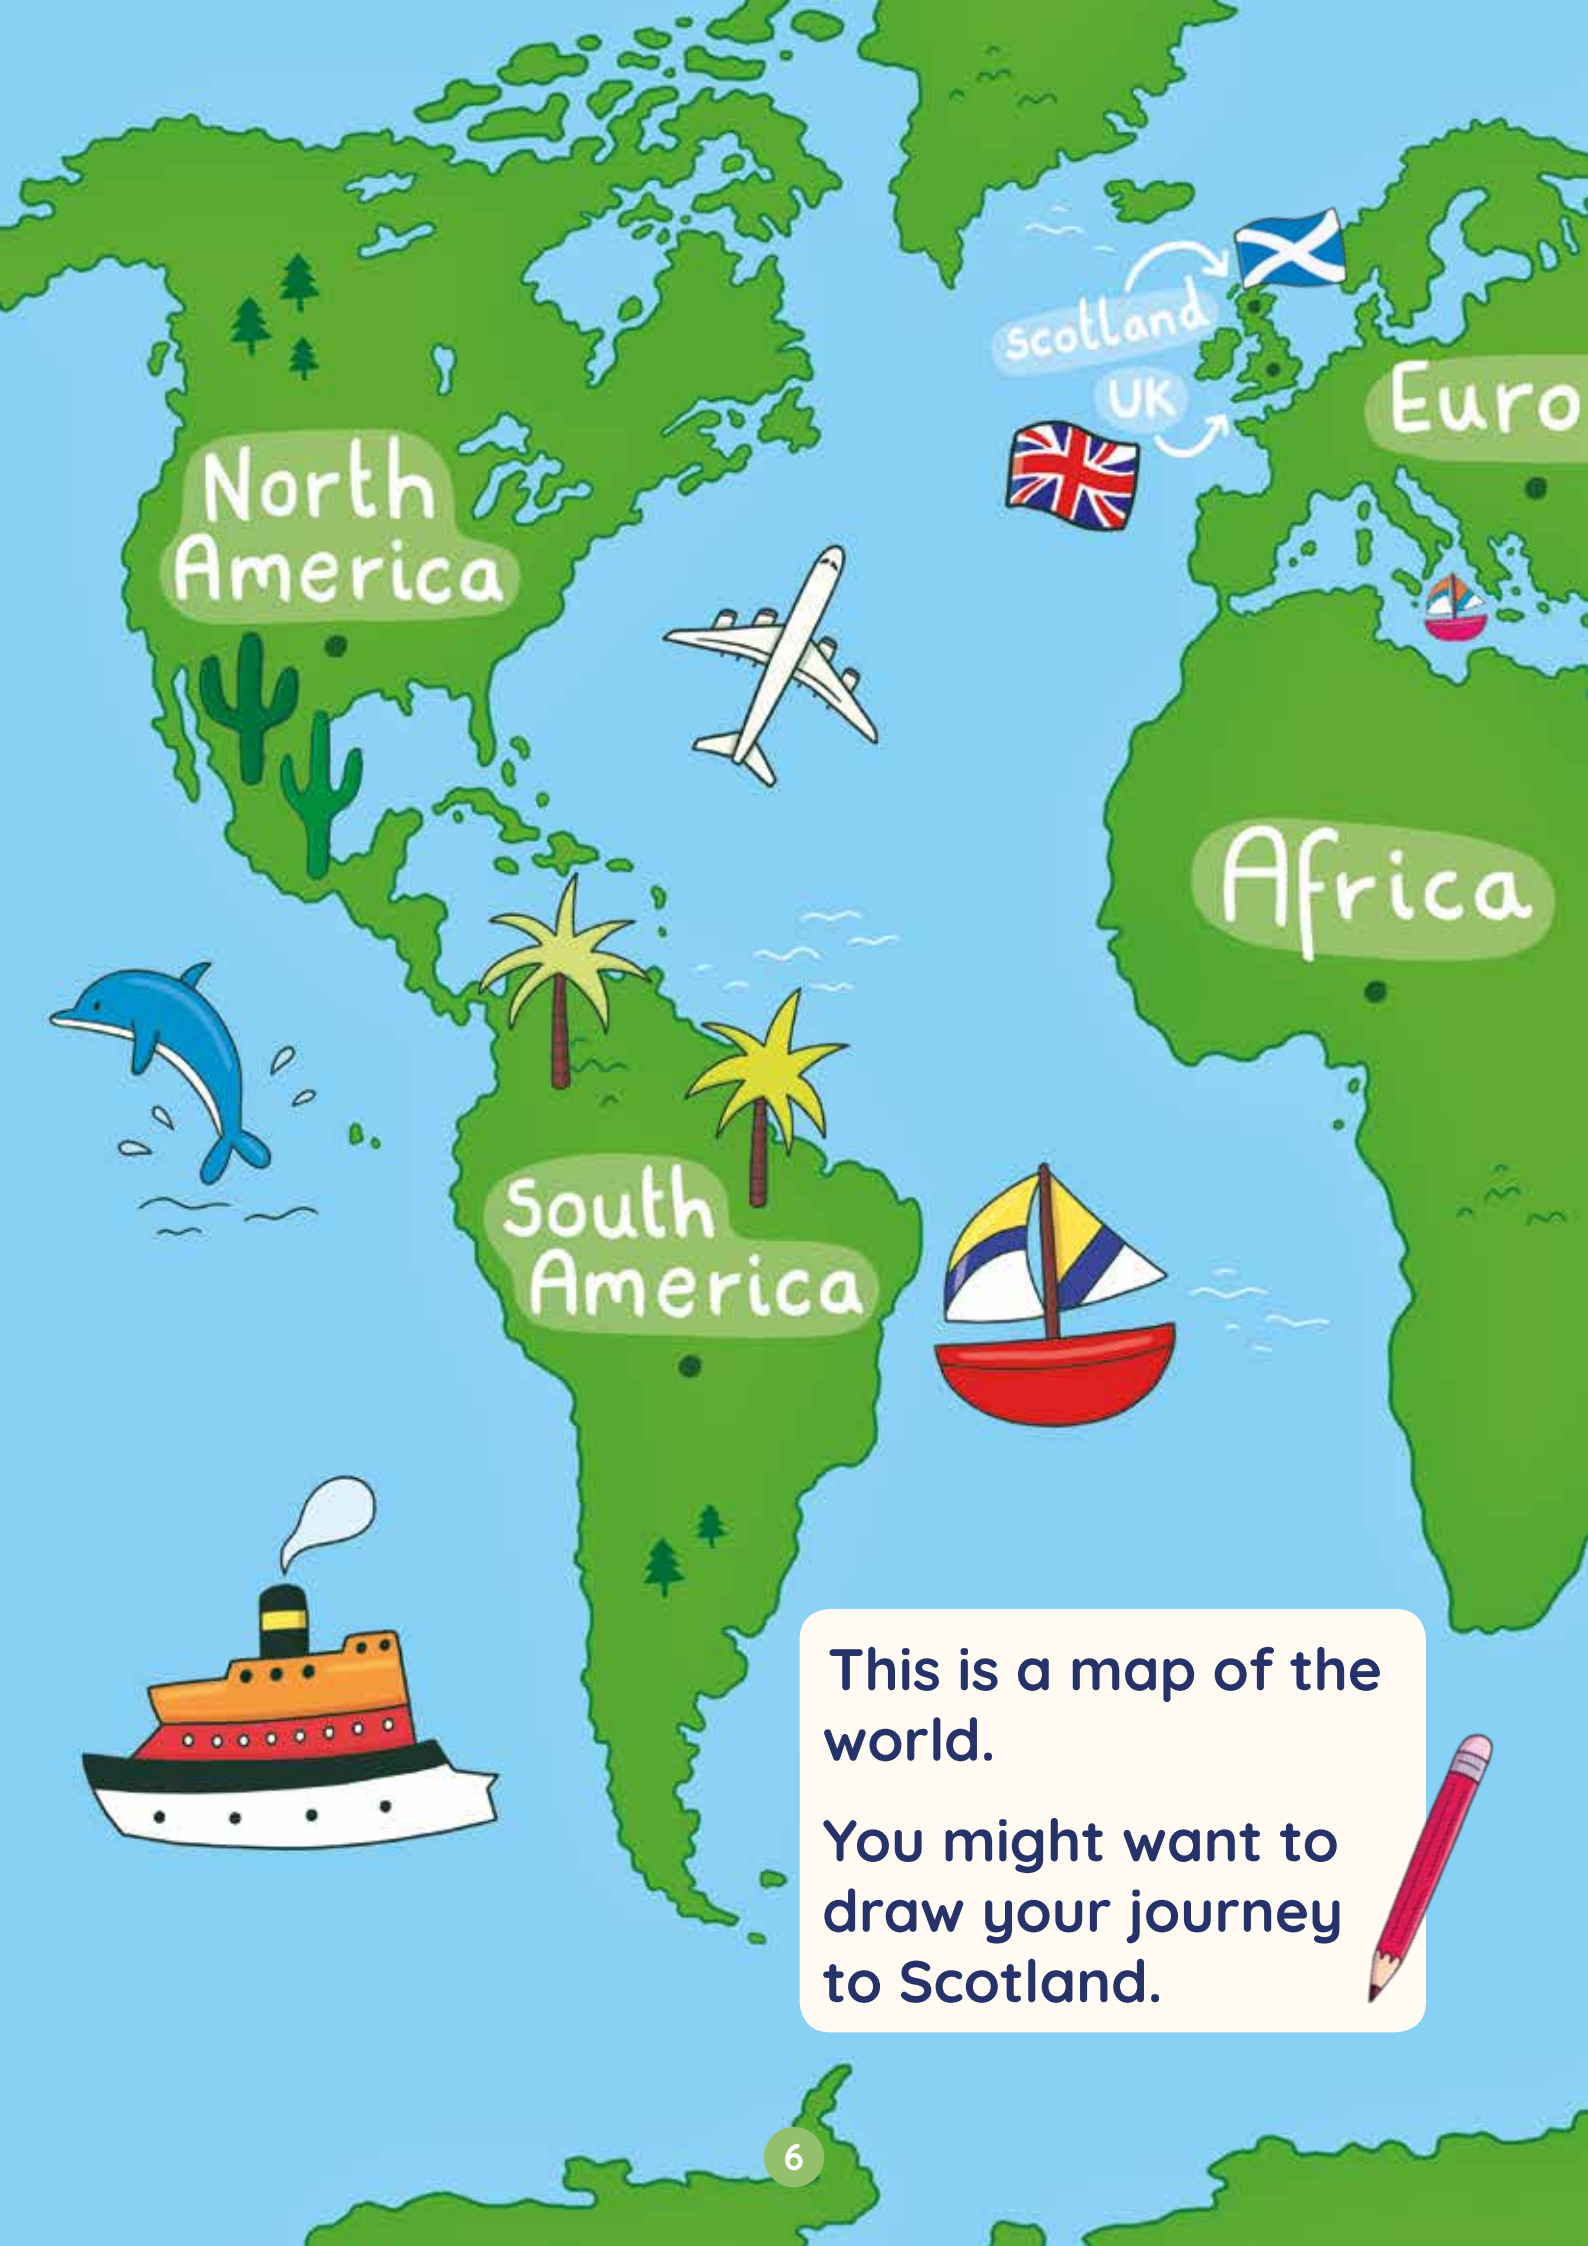 Scotland
UK
Euro
North
America
Africa
South
America
This is a map of the
world.
You might want to
draw your journey
to Scotland.
6